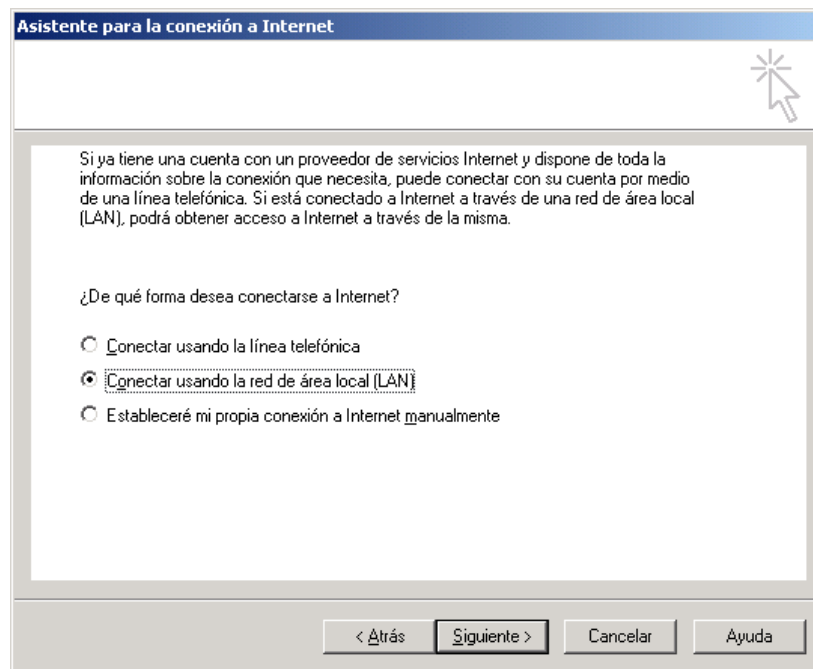 Asistente para la conexión a Internet
Si ya tiene una cuenta con un proveedor de servicios Internet y dispone de toda la
información sobre la conexión que necesita, puede conectar con su cuenta por medio
de una línea telefónica. Si está conectado a Internet a través de una red de área local
(LAN), podrá obtener acceso a Internet a través de la misma.
¿De qué forma desea conectarse a Internet?
Conectar usando la línea telefónica
Conectar usando la red de área local (LAN)
Estableceré mi propia conexión a Internet manualmente
< Atrás Siguiente > Cancelar Ayuda